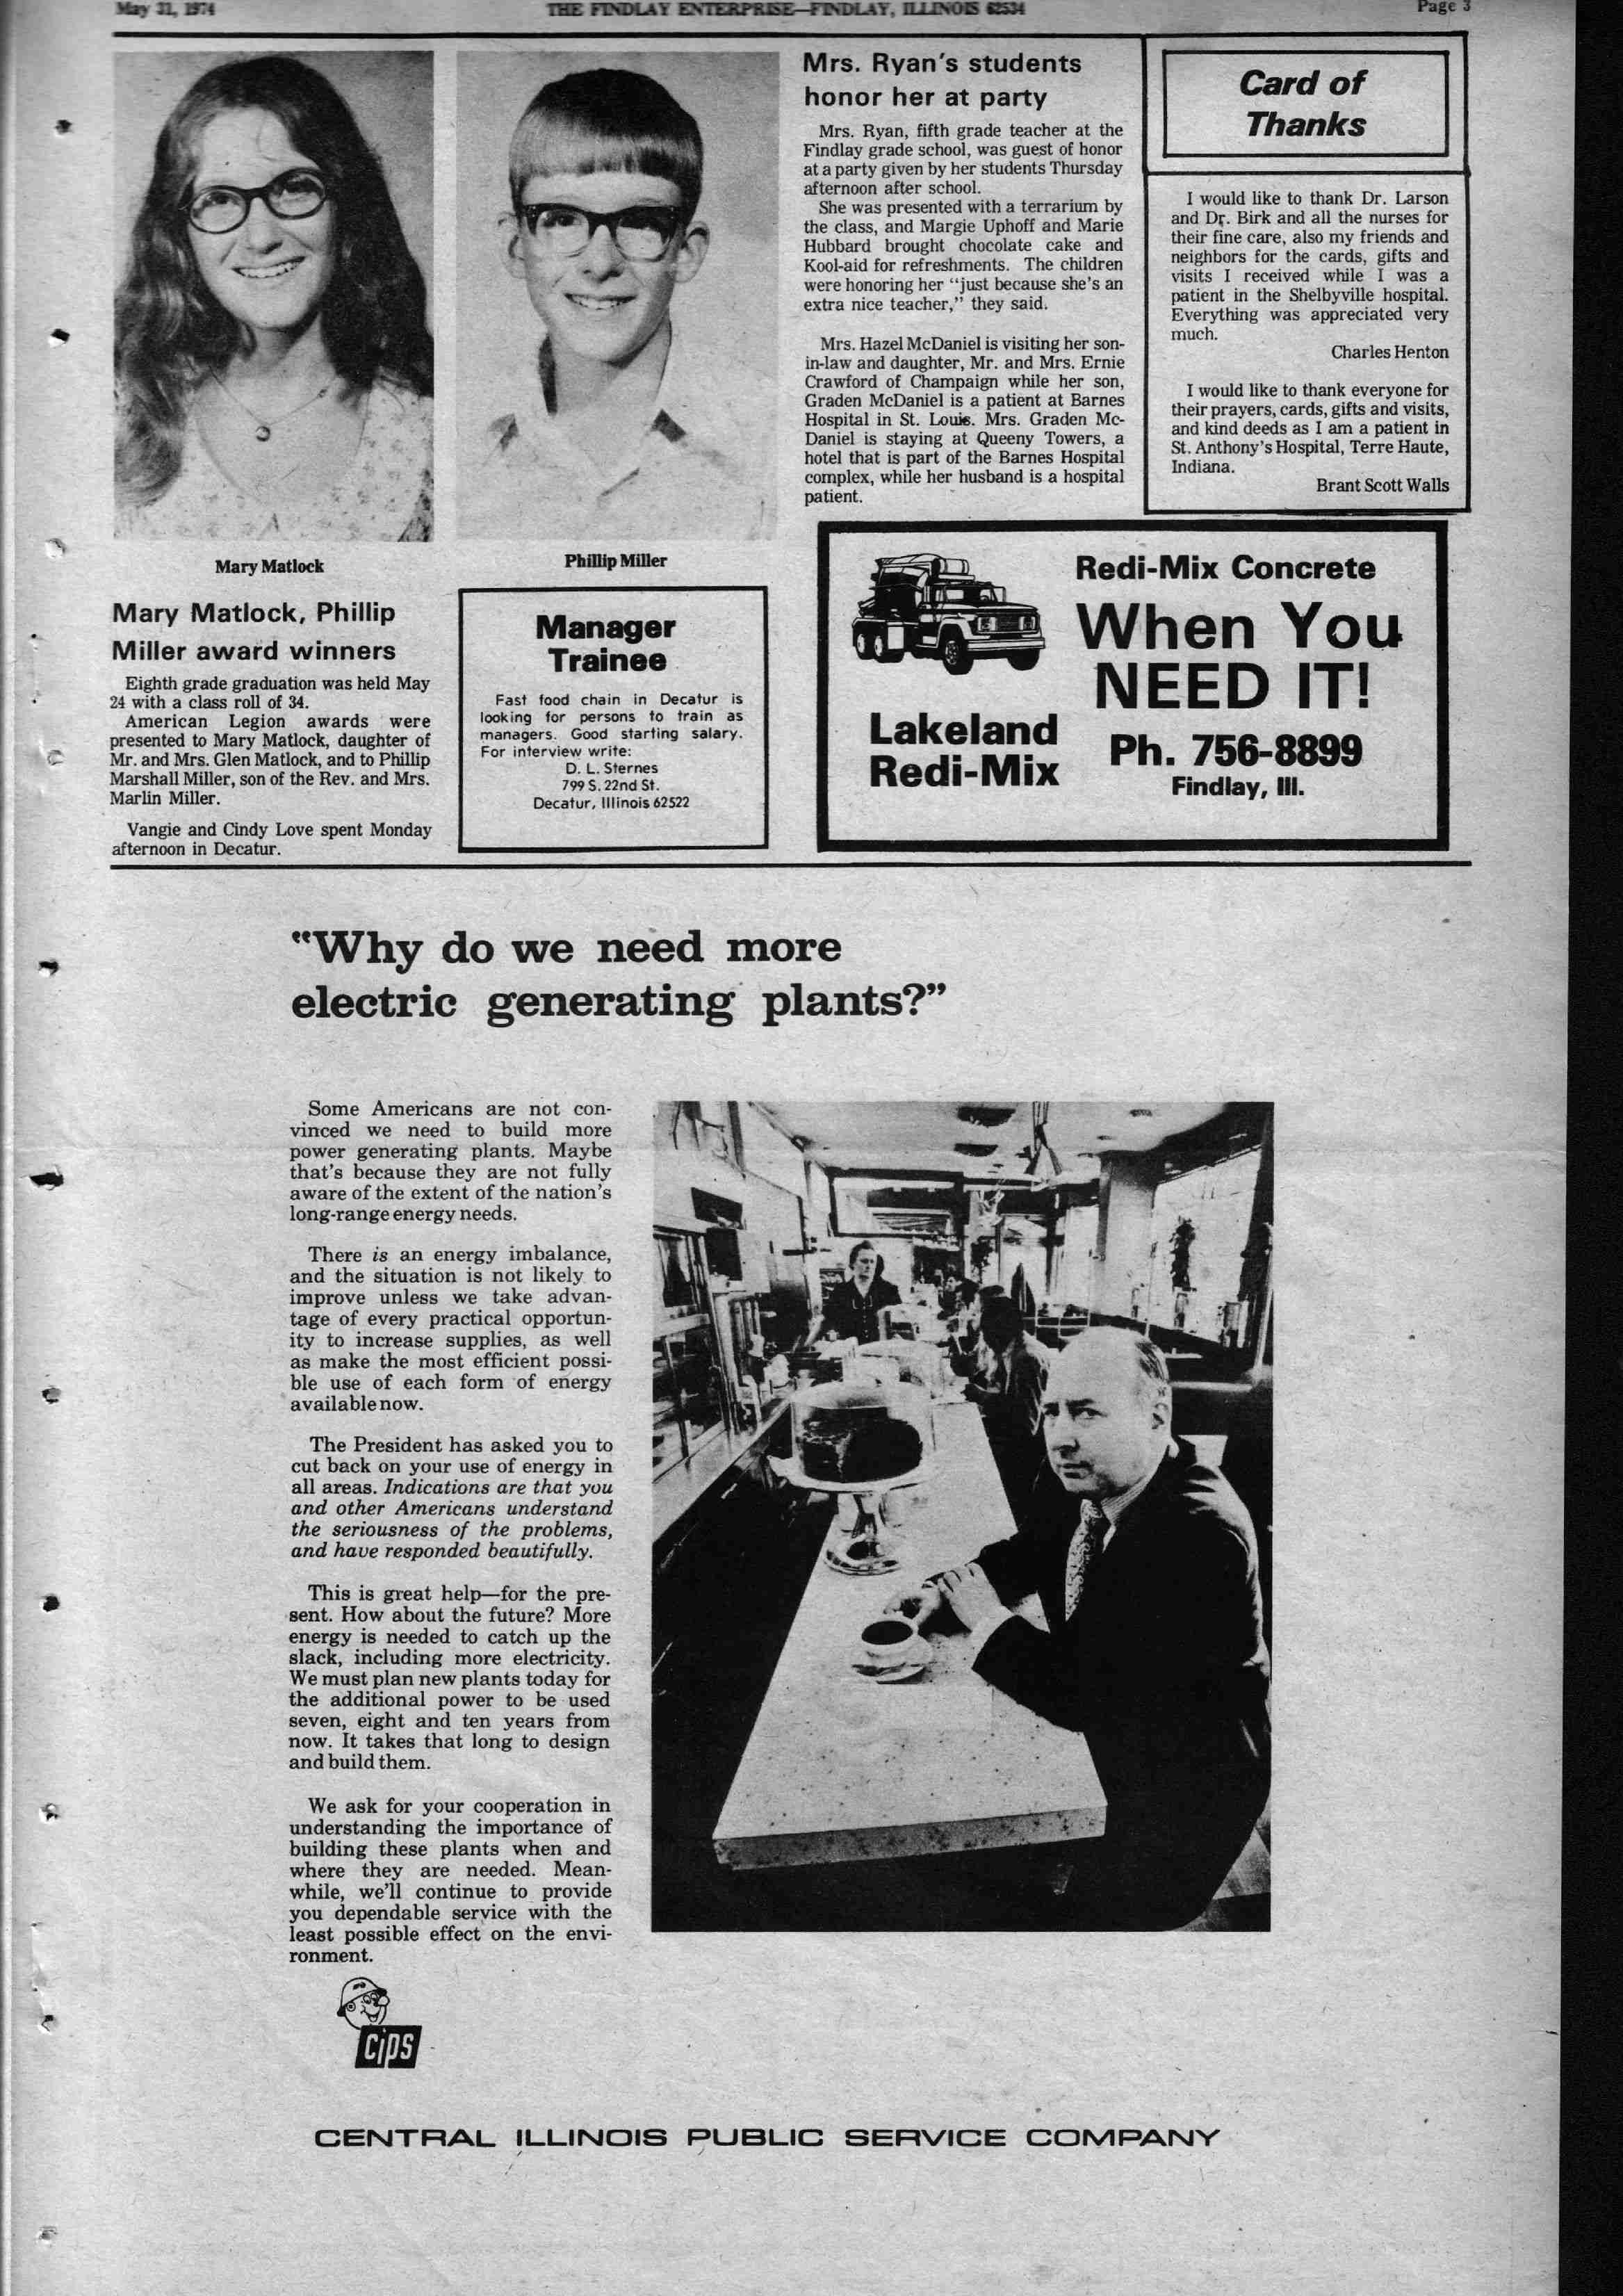 May 31, 1974
THE FINDLAY ENTERPRISE—FINDLAY, ILLINOIS 62534
Page 3
Mary Matlock
Phillip Miller
Mary Matlock, Phillip
Miller award winners
Eighth grade graduation was held May
24 with a class roll of 34.
American Legion awards were
presented to Mary Matlock, daughter of
Mr. and Mrs. Glen Matlock, and to Phillip
Marshall Miller, son of the Rev. and Mrs.
Marlin Miller.
Vangie and Cindy Love spent Monday
afternoon in Decatur.
Manager
Trainee
Fast food chain in Decatur is
looking for persons to train as
managers. Good starting salary.
For interview write:
D. L. Sternes
799 S. 22nd St.
Decatur, Illinois 62522
Mrs. Ryan's students
honor her at party
Mrs. Ryan, fifth grade teacher at the
Findlay grade school, was guest of honor
at a party given by her students Thursday
afternoon after school.
She was presented with a terrarium by
the class, and Margie Uphoff and Marie
Hubbard brought chocolate cake and
Kool-aid for refreshments. The children
were honoring her "just because she's an
extra nice teacher," they said.
Mrs. Hazel McDaniel is visiting her son-
in-law and daughter, Mr. and Mrs. Ernie
Crawford of Champaign while her son,
Graden McDaniel is a patient at Barnes
Hospital in St. Louis. Mrs. Graden Mc-
Daniel is staying at Queeny Towers, a
hotel that is part of the Barnes Hospital
complex, while her husband is a hospital
patient.
Card of
Thanks
I would like to thank Dr. Larson
and Dr. Birk and all the nurses for
their fine care, also my friends and
neighbors for the cards, gifts and
visits I received while I was a
patient in the Shelbyville hospital.
Everything was appreciated very
much.
Charles Henton
I would like to thank everyone for
their prayers, cards, gifts and visits,
and kind deeds as I am a patient in
St. Anthony's Hospital, Terre Haute,
Indiana.
Brant Scott Walls
Redi-Mix Concrete
When You
NEED IT!
Lakeland
Redi-Mix
Ph. 756-8899
Findlay, Ill.
"Why do we need more
electric generating plants?"
Some Americans are not con-
vinced we need to build more
power generating plants. Maybe
that's because they are not fully
aware of the extent of the nation's
long-range energy needs.
There is an energy imbalance,
and the situation is not likely to
improve unless we take advan-
tage of every practical opportun-
ity to increase supplies, as well
as make the most efficient possi-
ble use of each form of energy
available now.
The President has asked you to
cut back on your use of energy in
all areas. Indications are that you
and other Americans understand
the seriousness of the problems,
and have responded beautifully.
This is great help—for the pre-
sent. How about the future? More
energy is needed to catch up the
slack, including more electricity.
We must plan new plants today for
the additional power to be used
seven, eight and ten years from
now. It takes that long to design
and build them.
We ask for your cooperation in
understanding the importance of
building these plants when and
where they are needed. Mean-
while, we'll continue to provide
you dependable service with the
least possible effect on the envi-
ronment.
cips
CENTRAL ILLINOIS PUBLIC SERVICE COMPANY